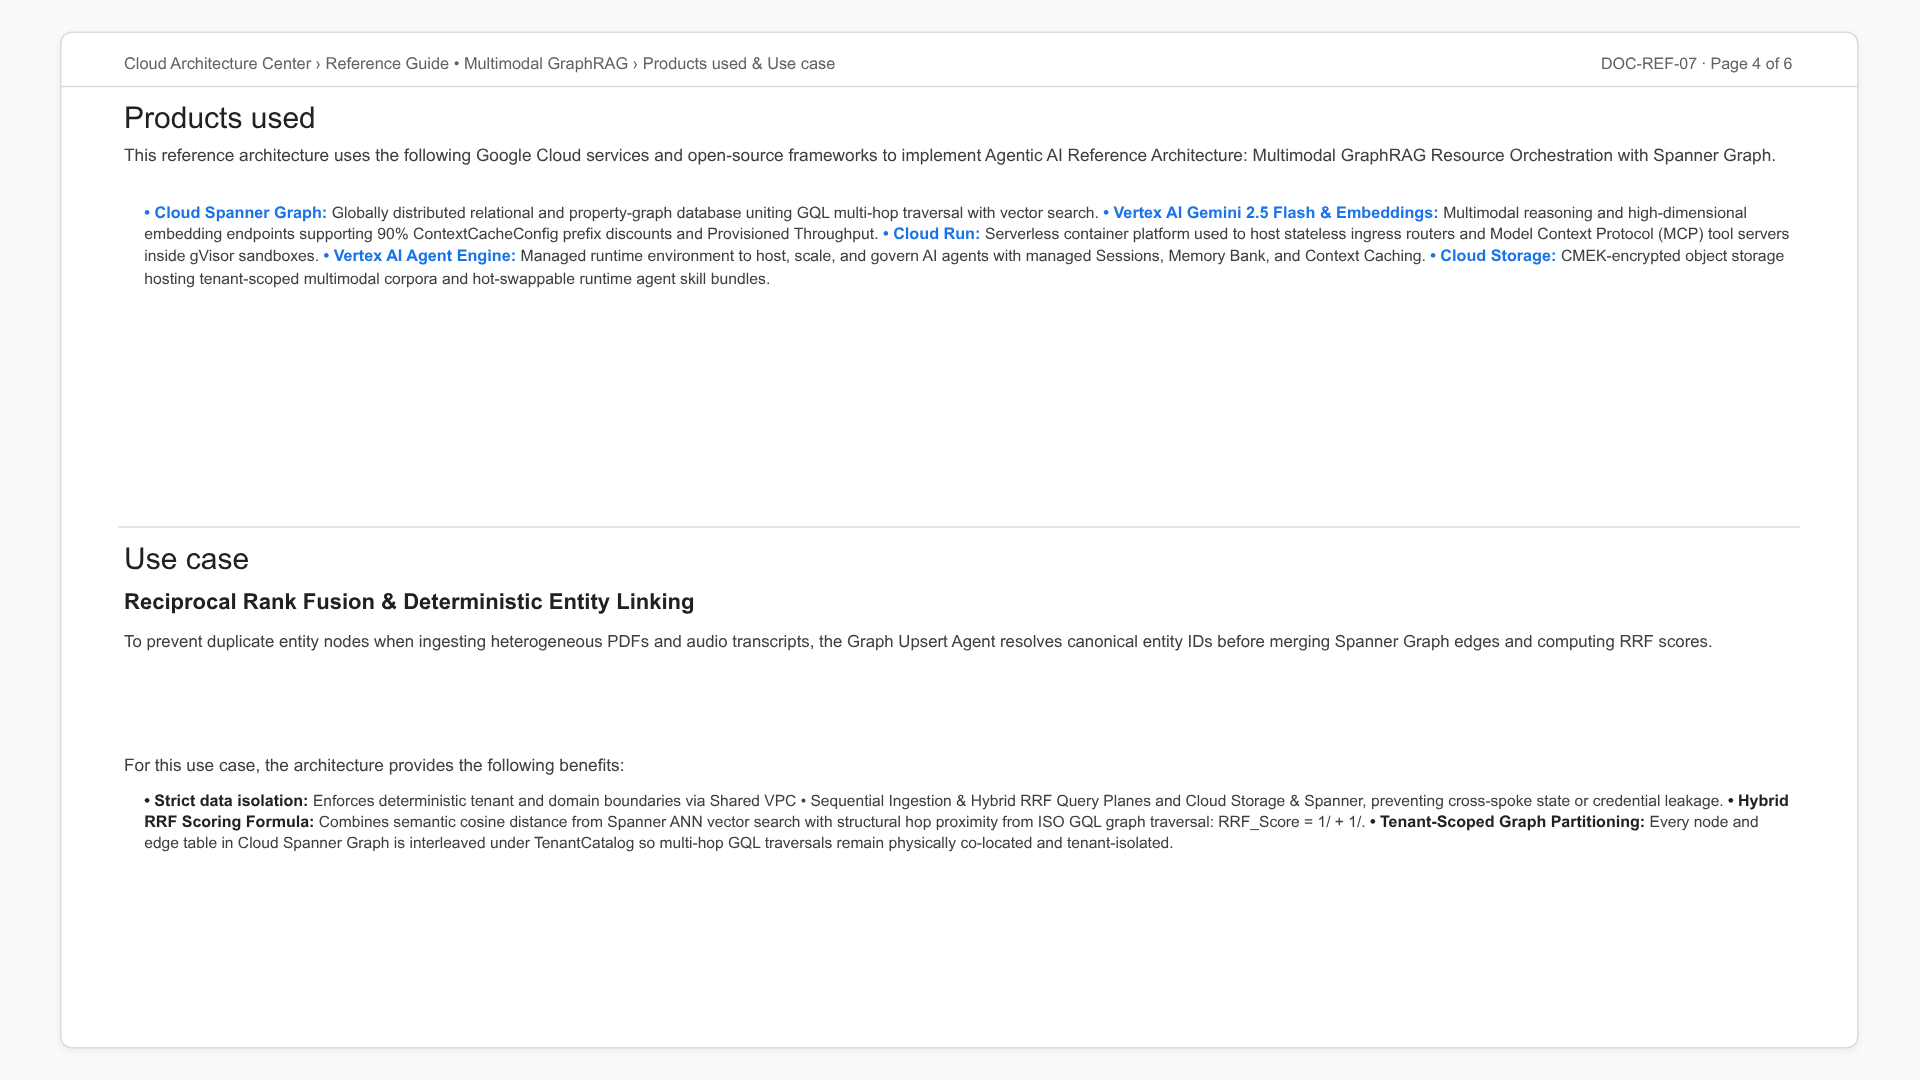 Cloud Architecture Center › Reference Guide • Multimodal GraphRAG › Products used & Use case
DOC-REF-07 · Page 4 of 6
Products used
This reference architecture uses the following Google Cloud services and open-source frameworks to implement Agentic AI Reference Architecture: Multimodal GraphRAG Resource Orchestration with Spanner Graph.
• Cloud Spanner Graph: Globally distributed relational and property-graph database uniting GQL multi-hop traversal with vector search. • Vertex AI Gemini 2.5 Flash & Embeddings: Multimodal reasoning and high-dimensional
embedding endpoints supporting 90% ContextCacheConfig prefix discounts and Provisioned Throughput. • Cloud Run: Serverless container platform used to host stateless ingress routers and Model Context Protocol (MCP) tool servers
inside gVisor sandboxes. • Vertex AI Agent Engine: Managed runtime environment to host, scale, and govern AI agents with managed Sessions, Memory Bank, and Context Caching. • Cloud Storage: CMEK-encrypted object storage
hosting tenant-scoped multimodal corpora and hot-swappable runtime agent skill bundles.
Use case
Reciprocal Rank Fusion & Deterministic Entity Linking
To prevent duplicate entity nodes when ingesting heterogeneous PDFs and audio transcripts, the Graph Upsert Agent resolves canonical entity IDs before merging Spanner Graph edges and computing RRF scores.
For this use case, the architecture provides the following benefits:
• Strict data isolation: Enforces deterministic tenant and domain boundaries via Shared VPC • Sequential Ingestion & Hybrid RRF Query Planes and Cloud Storage & Spanner, preventing cross-spoke state or credential leakage. • Hybrid
RRF Scoring Formula: Combines semantic cosine distance from Spanner ANN vector search with structural hop proximity from ISO GQL graph traversal: RRF_Score = 1/ + 1/. • Tenant-Scoped Graph Partitioning: Every node and
edge table in Cloud Spanner Graph is interleaved under TenantCatalog so multi-hop GQL traversals remain physically co-located and tenant-isolated.